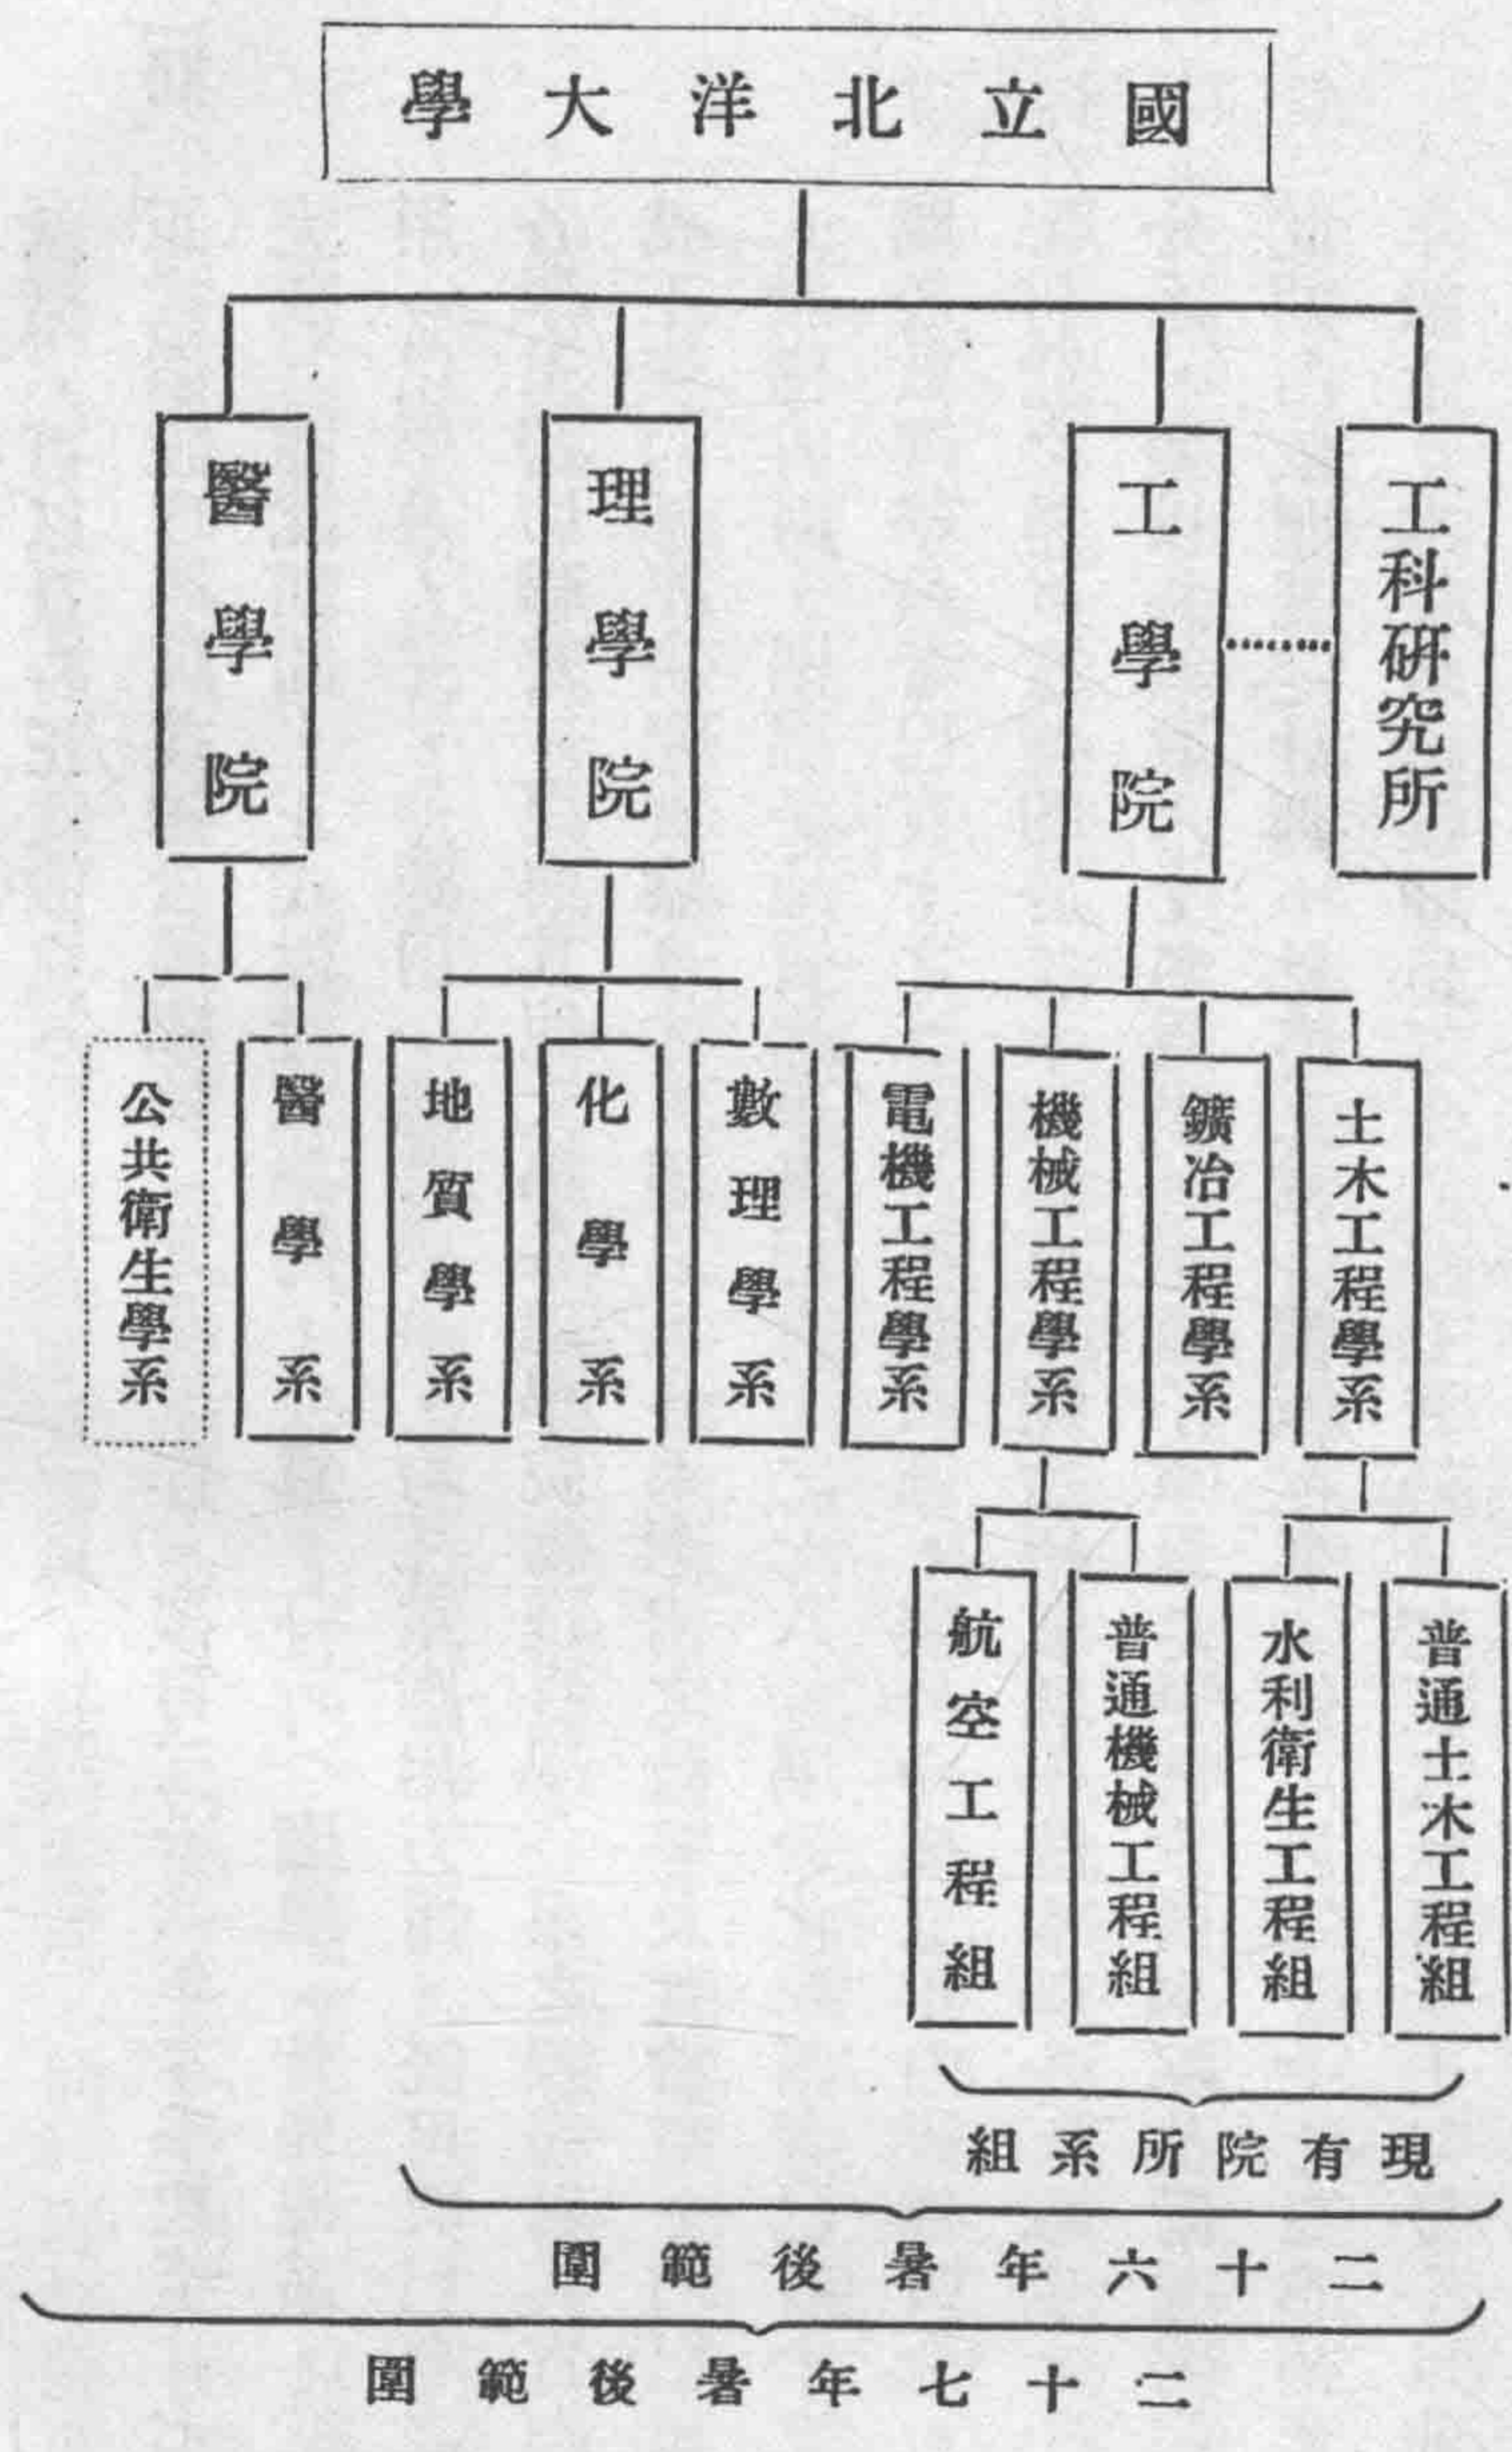 國立北洋大學
工科研究所
工學院
理學院
醫學院
土木工程學系
鑛冶工程學系
機械工程學系
電機工程學系
數理學系
化學系
地質學系
醫學系
公共衛生學系
普通土木工程組
水利衛生工程組
普通機械工程組
航空工程組
現有院所系組
二十六年暑後範圍
二十七年暑後範圍